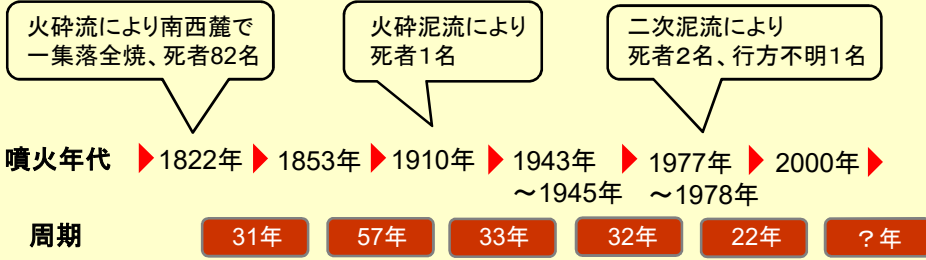 火砕流により南西麓で
一集落全焼、死者82名
火砕泥流により
死者1名
二次泥流により
死者2名、行方不明1名
噴火年代 1822年 1853年 1910年 1943年 1977年 2000年
～1945年 ～1978年
周期 31年 57年 33年 32年 22年 ？年